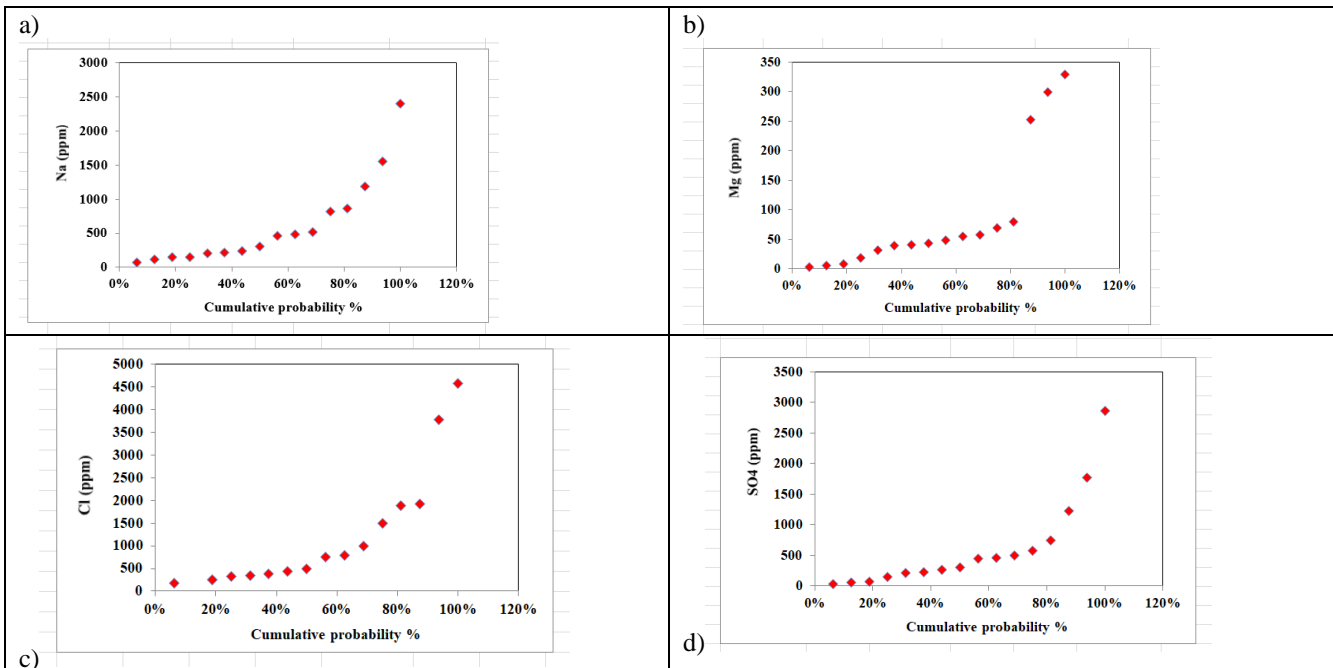 a)
3000
2500
2000
1500
1000
500
0
0% 20% 40% 60% 80% 100% 120%
Na (ppm)
Cumulative probability %
b)
350
300
250
200
150
100
50
0
0% 20% 40% 60% 80% 100% 120%
Mg (ppm)
Cumulative probability %
5000
4500
4000
3500
3000
2500
2000
1500
1000
500
0
0% 20% 40% 60% 80% 100% 120%
Cl (ppm)
Cumulative probability %
c)
3500
3000
2500
2000
1500
1000
500
0
0% 20% 40% 60% 80% 100% 120%
SO4 (ppm)
Cumulative probability %
d)